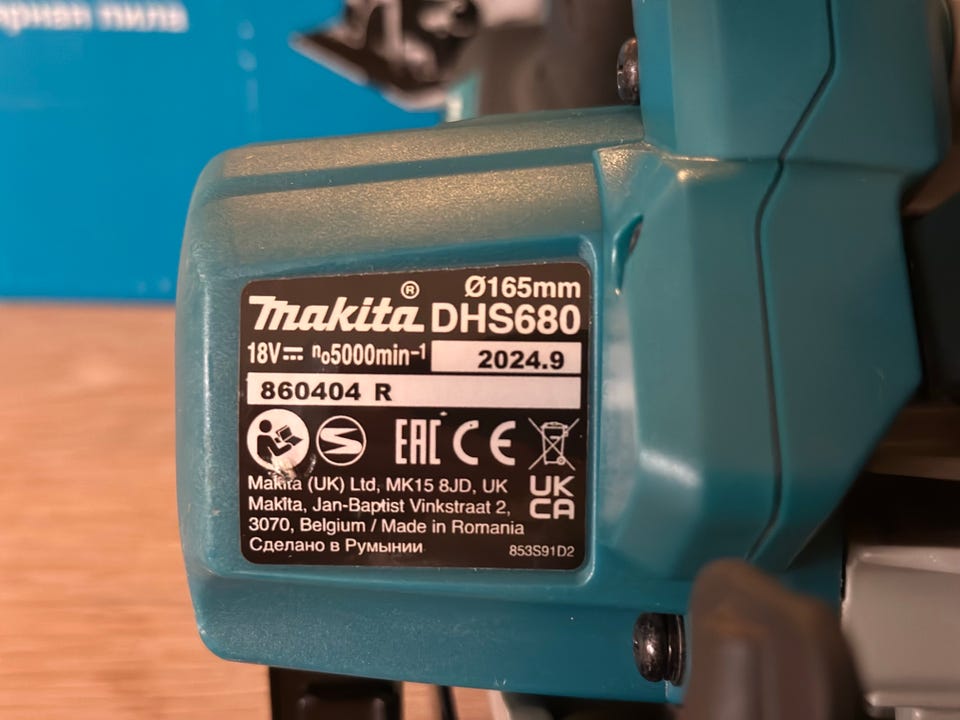 пила
Ø165mm
makita® DHS680
18V⎓ n₀5000min⁻¹ 2024.9
860404 R
EAC CE
Makita (UK) Ltd, MK15 8JD, UK
UK
CA
Makita, Jan-Baptist Vinkstraat 2,
3070, Belgium / Made in Romania
Сделано в Румынии
853S91D2